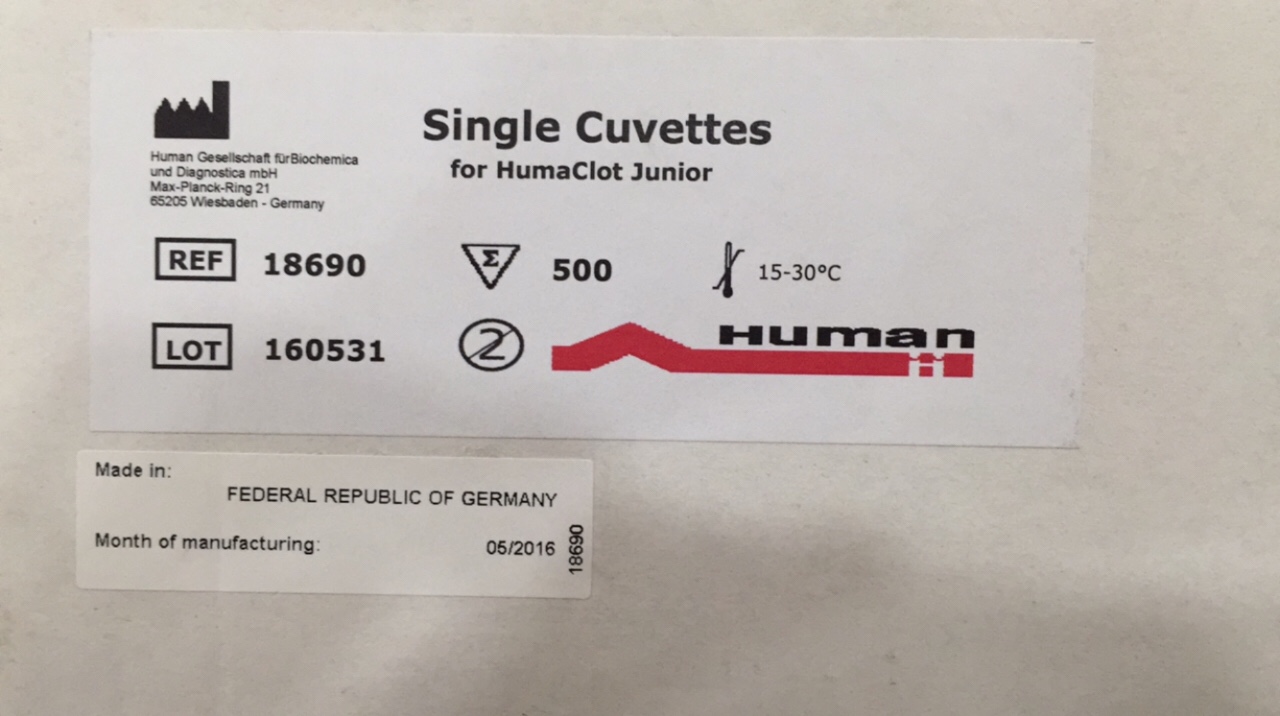 Single Cuvettes
for HumaClot Junior
Human Gesellschaft fürBiochemica
und Diagnostica mbH
Max-Planck-Ring 21
65205 Wiesbaden - Germany
REF 18690 Σ 500 15-30°C
LOT 160531 2 Human
Made in:
FEDERAL REPUBLIC OF GERMANY
Month of manufacturing: 05/2016
18690